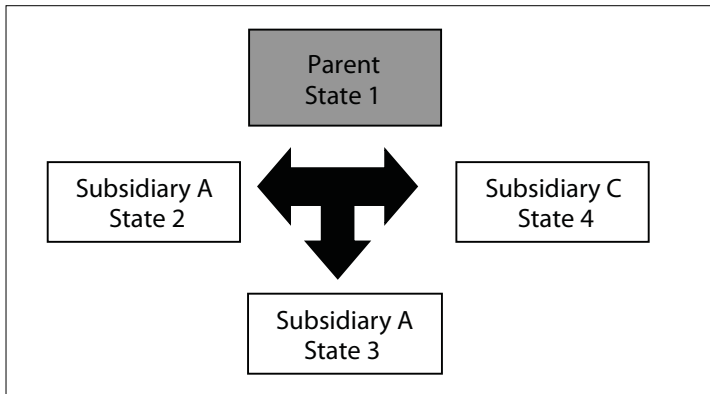 Parent
State 1
Subsidiary A
State 2
Subsidiary C
State 4
Subsidiary A
State 3